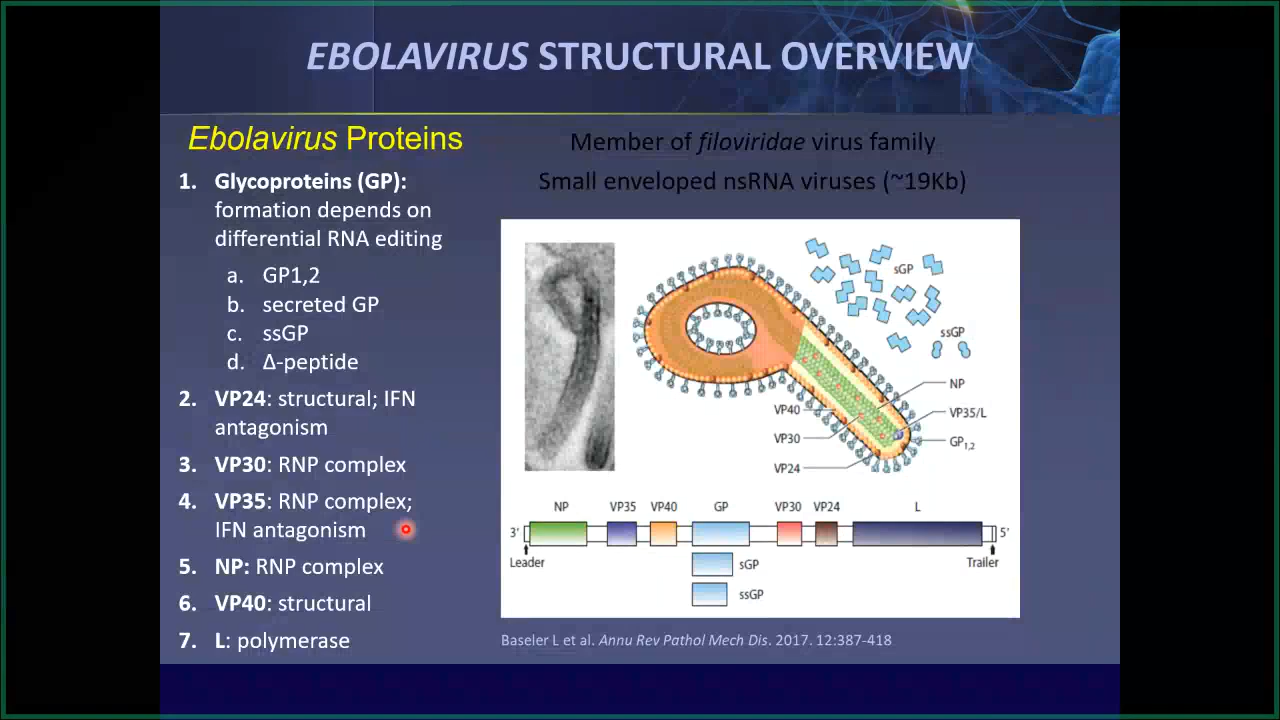 EBOLAVIRUS STRUCTURAL OVERVIEW
Ebolavirus Proteins
1. Glycoproteins (GP):
formation depends on
differential RNA editing
a. GP1,2
b. secreted GP
c. ssGP
d. Δ-peptide
2. VP24: structural; IFN
antagonism
3. VP30: RNP complex
4. VP35: RNP complex;
IFN antagonism
5. NP: RNP complex
6. VP40: structural
7. L: polymerase
Member of filoviridae virus family
Small enveloped nsRNA viruses (~19Kb)
sGP
ssGP
NP
VP35/L
GP1,2
VP40
VP30
VP24
NP VP35 VP40 GP VP30 VP24 L
3' 5'
Leader Trailer
sGP
ssGP
Baseler L et al. Annu Rev Pathol Mech Dis. 2017. 12:387-418